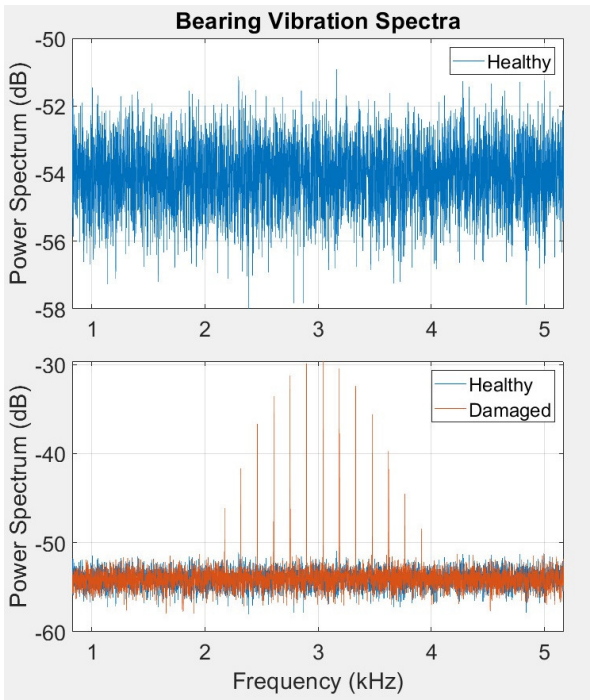 Bearing Vibration Spectra
-50
-52
-54
-56
-58
Power Spectrum (dB)
Healthy
1 2 3 4 5
-30
-40
-50
-60
Power Spectrum (dB)
Healthy
Damaged
1 2 3 4 5
Frequency (kHz)